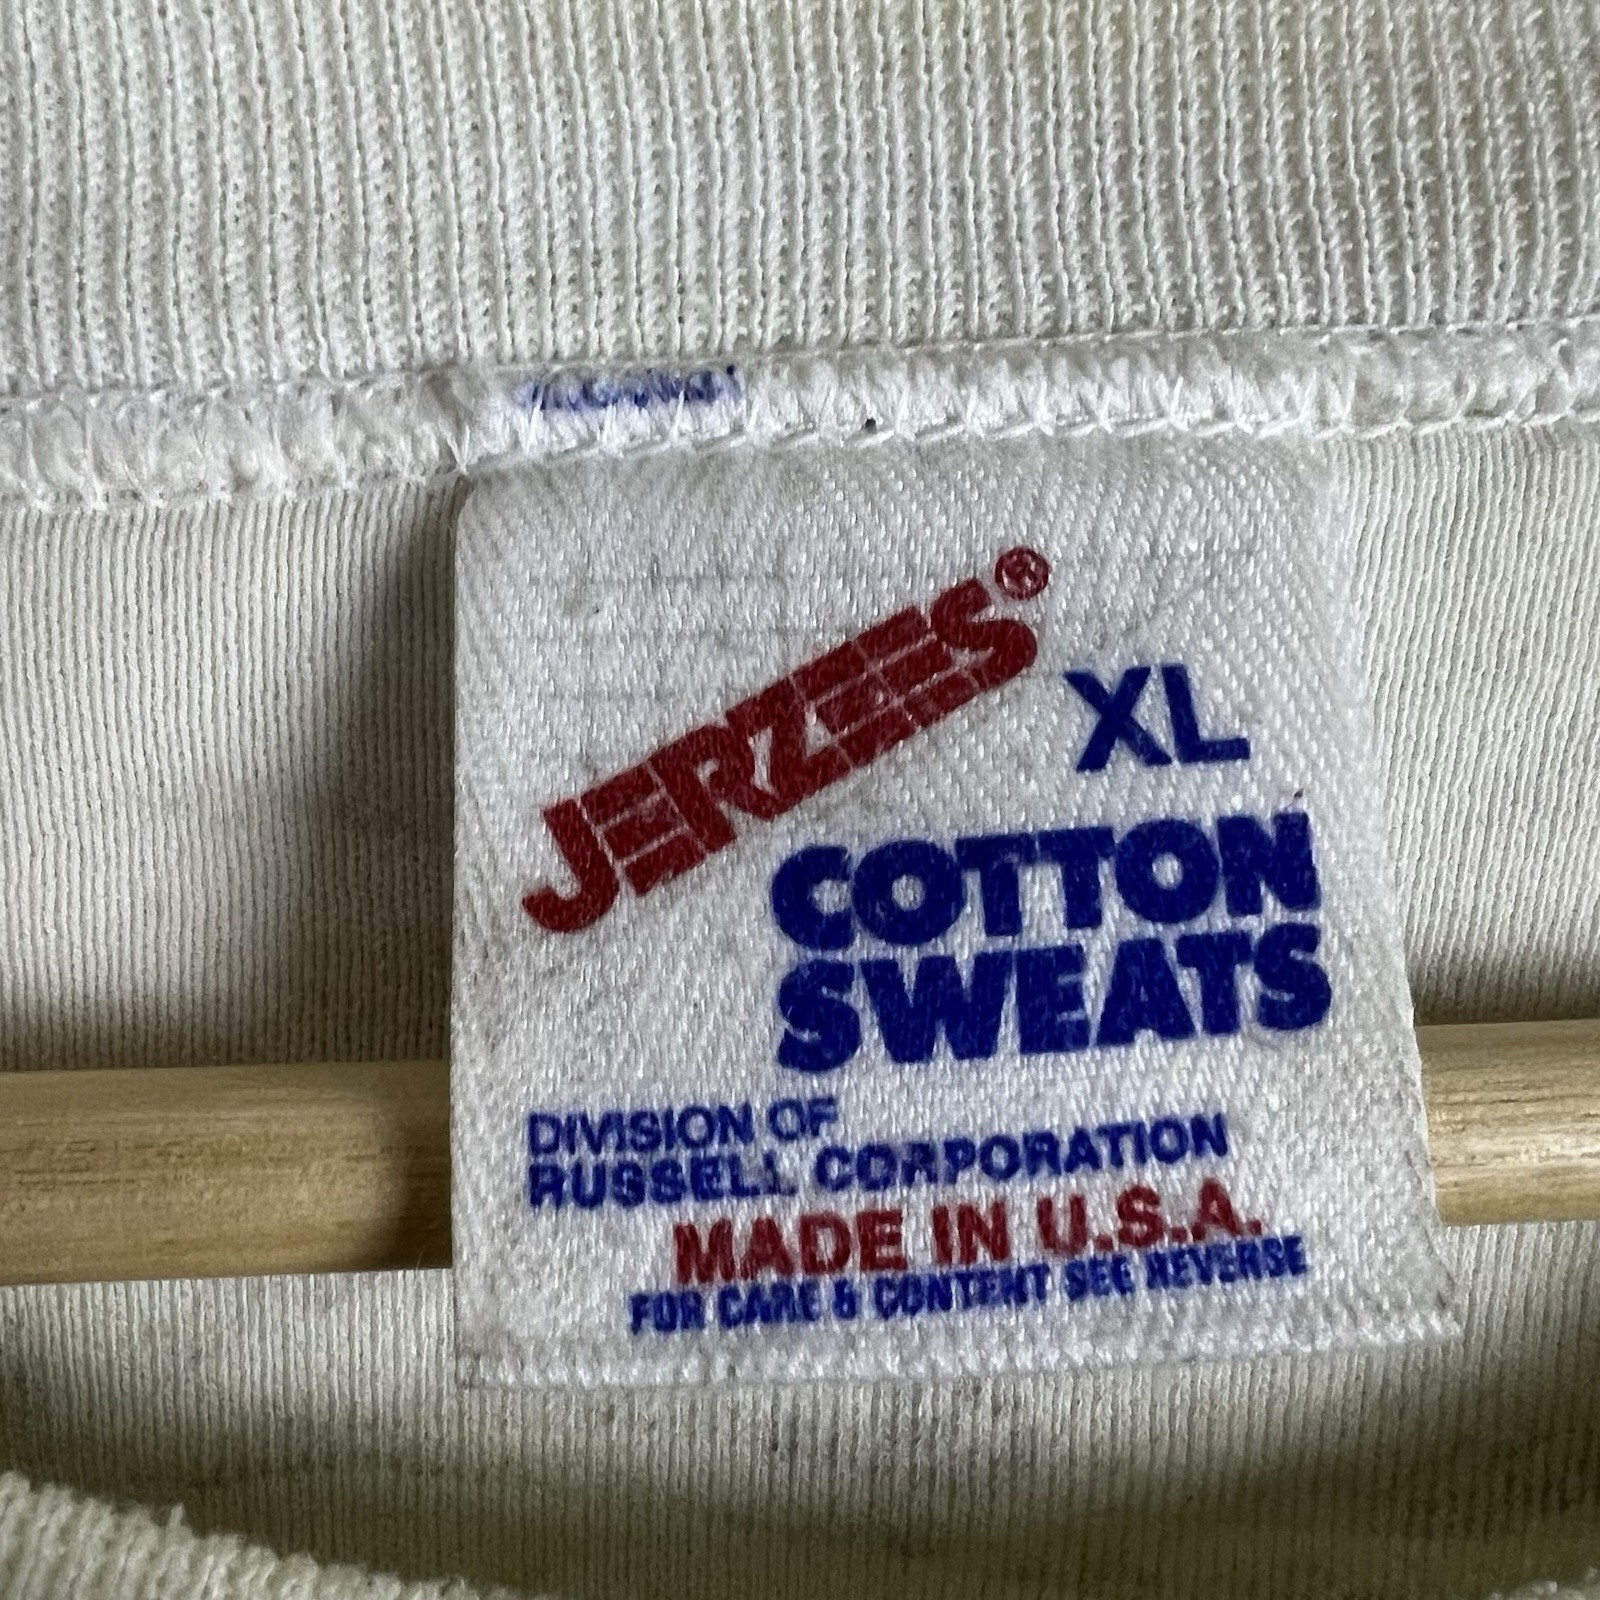 JERZEES®
XL
COTTON
SWEATS
DIVISION OF
RUSSELL CORPORATION
MADE IN U.S.A.
FOR CARE & CONTENT SEE REVERSE